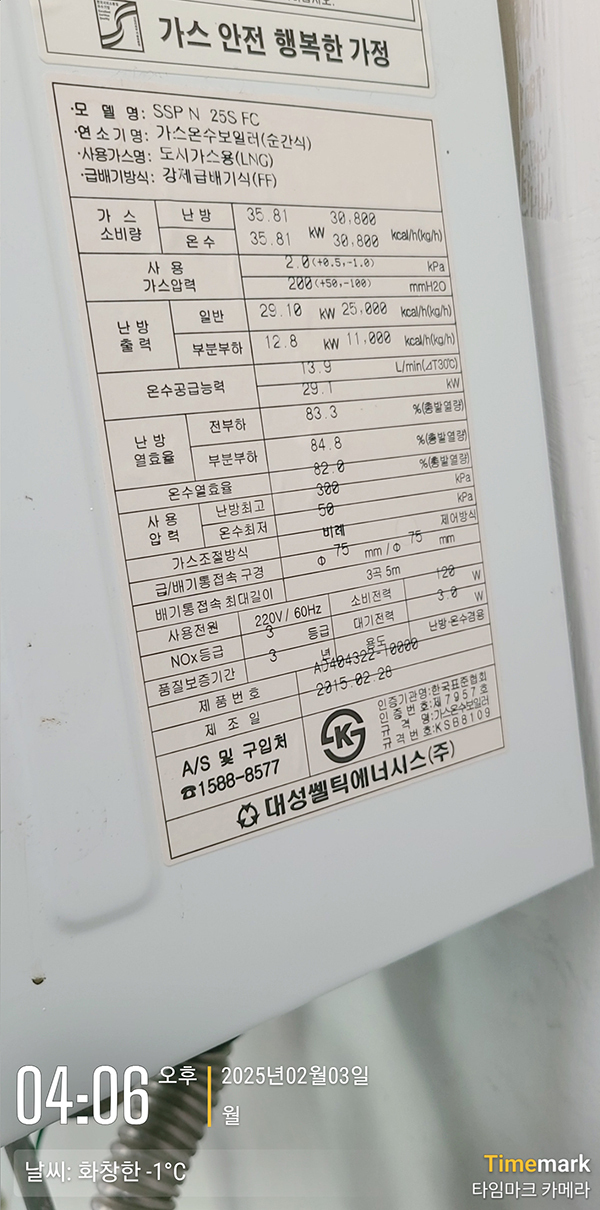 가스 안전 행복한 가정
·모 델 명: SSP N 25S FC
·연소기명: 가스온수보일러(순간식)
·사용가스명: 도시가스용(LNG)
·급배기방식: 강제급배기식(FF)
가 스 소비량 난 방 35.81 kW 30,800 kcal/h(kg/h)
온 수 35.81 30,800
사 용 가스압력 2.0(+0.5,-1.0) kPa
200(+50,-100) mmH2O
난 방 출 력 일반 29.10 kW 25,000 kcal/h(kg/h)
부분부하 12.8 kW 11,000 kcal/h(kg/h)
온수공급능력 13.9 L/min(⊿T30℃)
29.1 kW
난 방 열효율 전부하 83.3 %(총발열량)
부분부하 84.8 %(총발열량)
온수열효율 82.0 %(총발열량)
사 용 압 력 난방최고 300 kPa
온수최저 50 kPa
가스조절방식 비례 제어방식
급/배기통접속 구경 Φ 75 mm / Φ 75 mm
배기통접속 최대길이 3곡 5m
사용전원 220V / 60Hz 소비전력 120 W
NOx등급 3 등급 대기전력 3.0 W
품질보증기간 3 년 용도 난방·온수겸용
제 품 번 호 AJ404322-10000
제 조 일 2015.02.28
A/S 및 구입처
☎1588-8577
인증기관명:한국표준협회
인 증 번 호:제7957호
규 격 명:가스온수보일러
규 격 번 호:KSB8109
대성쎌틱에너시스(주)
04:06 오후 2025년02월03일
월
날씨: 화창한 -1°C
Timemark
타임마크 카메라